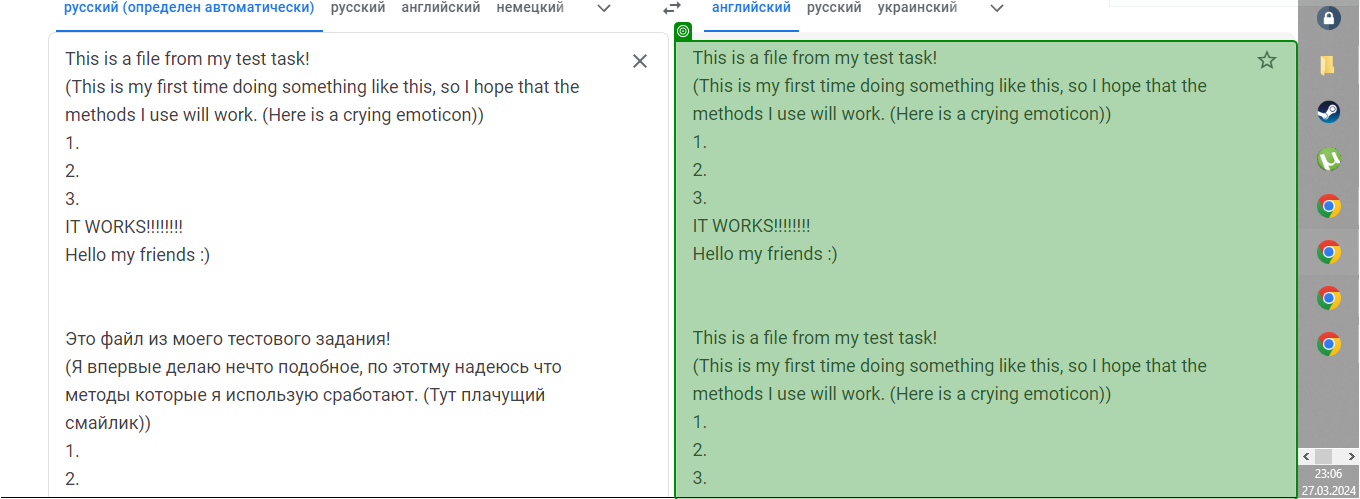 русский (определен автоматически) русский английский немецкий
английский русский украинский
This is a file from my test task!
(This is my first time doing something like this, so I hope that the
methods I use will work. (Here is a crying emoticon))
1.
2.
3.
IT WORKS!!!!!!!!
Hello my friends :)
Это файл из моего тестового задания!
(Я впервые делаю нечто подобное, по этотму надеюсь что
методы которые я использую сработают. (Тут плачущий
смайлик))
1.
2.
This is a file from my test task!
(This is my first time doing something like this, so I hope that the
methods I use will work. (Here is a crying emoticon))
1.
2.
3.
IT WORKS!!!!!!!!
Hello my friends :)
This is a file from my test task!
(This is my first time doing something like this, so I hope that the
methods I use will work. (Here is a crying emoticon))
1.
2.
3.
23:06
27.03.2024